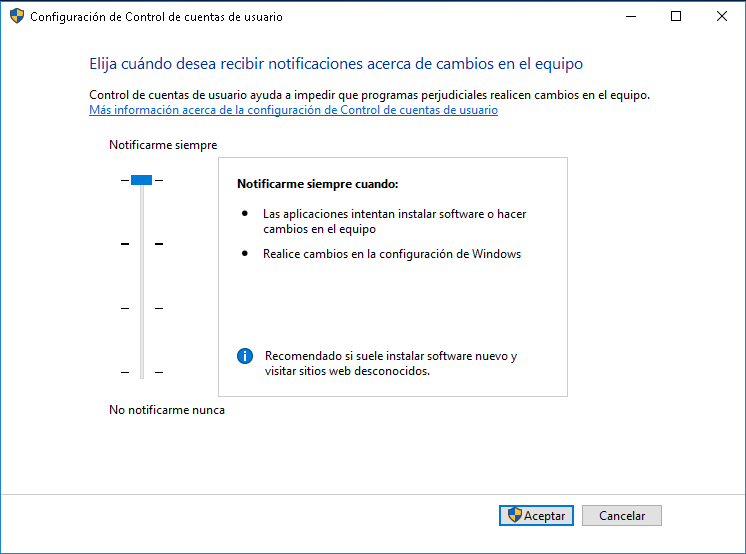 Configuración de Control de cuentas de usuario
Elija cuándo desea recibir notificaciones acerca de cambios en el equipo
Control de cuentas de usuario ayuda a impedir que programas perjudiciales realicen cambios en el equipo.
Más información acerca de la configuración de Control de cuentas de usuario
Notificarme siempre
Notificarme siempre cuando:
Las aplicaciones intentan instalar software o hacer
cambios en el equipo
Realice cambios en la configuración de Windows
Recomendado si suele instalar software nuevo y
visitar sitios web desconocidos.
No notificarme nunca
Aceptar
Cancelar